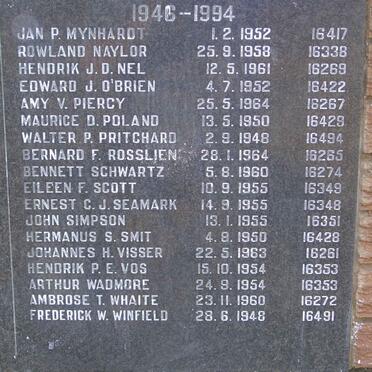 1946-1994
JAN P. MYNHARDT 1. 2. 1952 16417
ROWLAND NAYLOR 25. 9. 1958 16338
HENDRIK J. D. NEL 12. 5. 1961 16269
EDWARD J. O'BRIEN 4. 7. 1952 16422
AMY V. PIERCY 25. 5. 1964 16267
MAURICE D. POLAND 13. 5. 1950 16429
WALTER P. PRITCHARD 2. 9. 1948 16494
BERNARD F. ROSSLIEN 28. 1. 1964 16265
BENNETT SCHWARTZ 5. 8. 1960 16274
EILEEN F. SCOTT 10. 9. 1955 16349
ERNEST C. J. SEAMARK 14. 9. 1955 16348
JOHN SIMPSON 13. 1. 1955 16351
HERMANUS S. SMIT 4. 9. 1950 16428
JOHANNES H. VISSER 22. 5. 1963 16261
HENDRIK P. E. VOS 15. 10. 1954 16353
ARTHUR WADMORE 24. 9. 1954 16353
AMBROSE T. WHAITE 23. 11. 1960 16272
FREDERICK W. WINFIELD 28. 6. 1948 16491